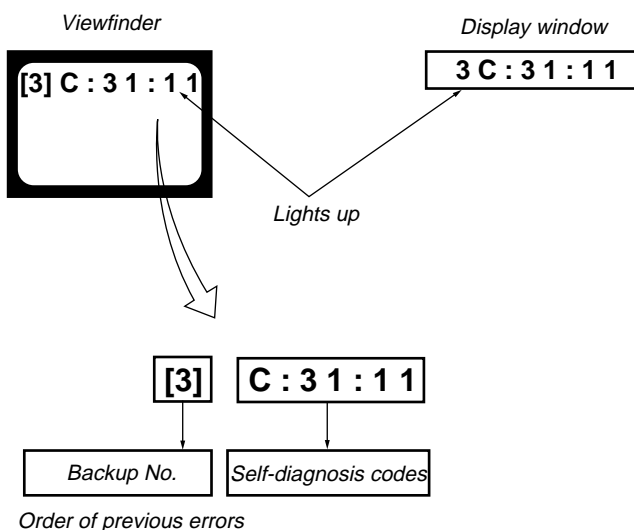 Viewfinder
Display window
[3] C : 3 1 : 1 1
3 C : 3 1 : 1 1
Lights up
[3]
C : 3 1 : 1 1
Backup No.
Self-diagnosis codes
Order of previous errors